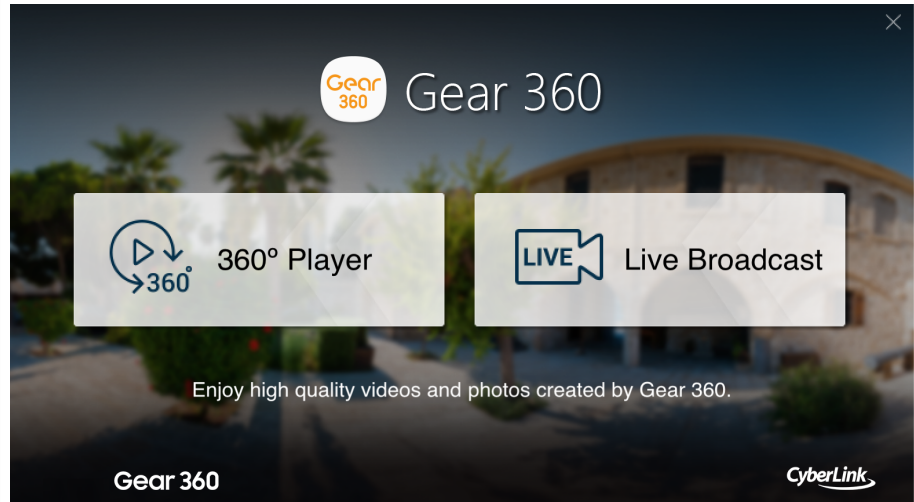 Gear
360
Gear 360
360
360º Player
LIVE
Live Broadcast
Enjoy high quality videos and photos created by Gear 360.
Gear 360
CyberLink